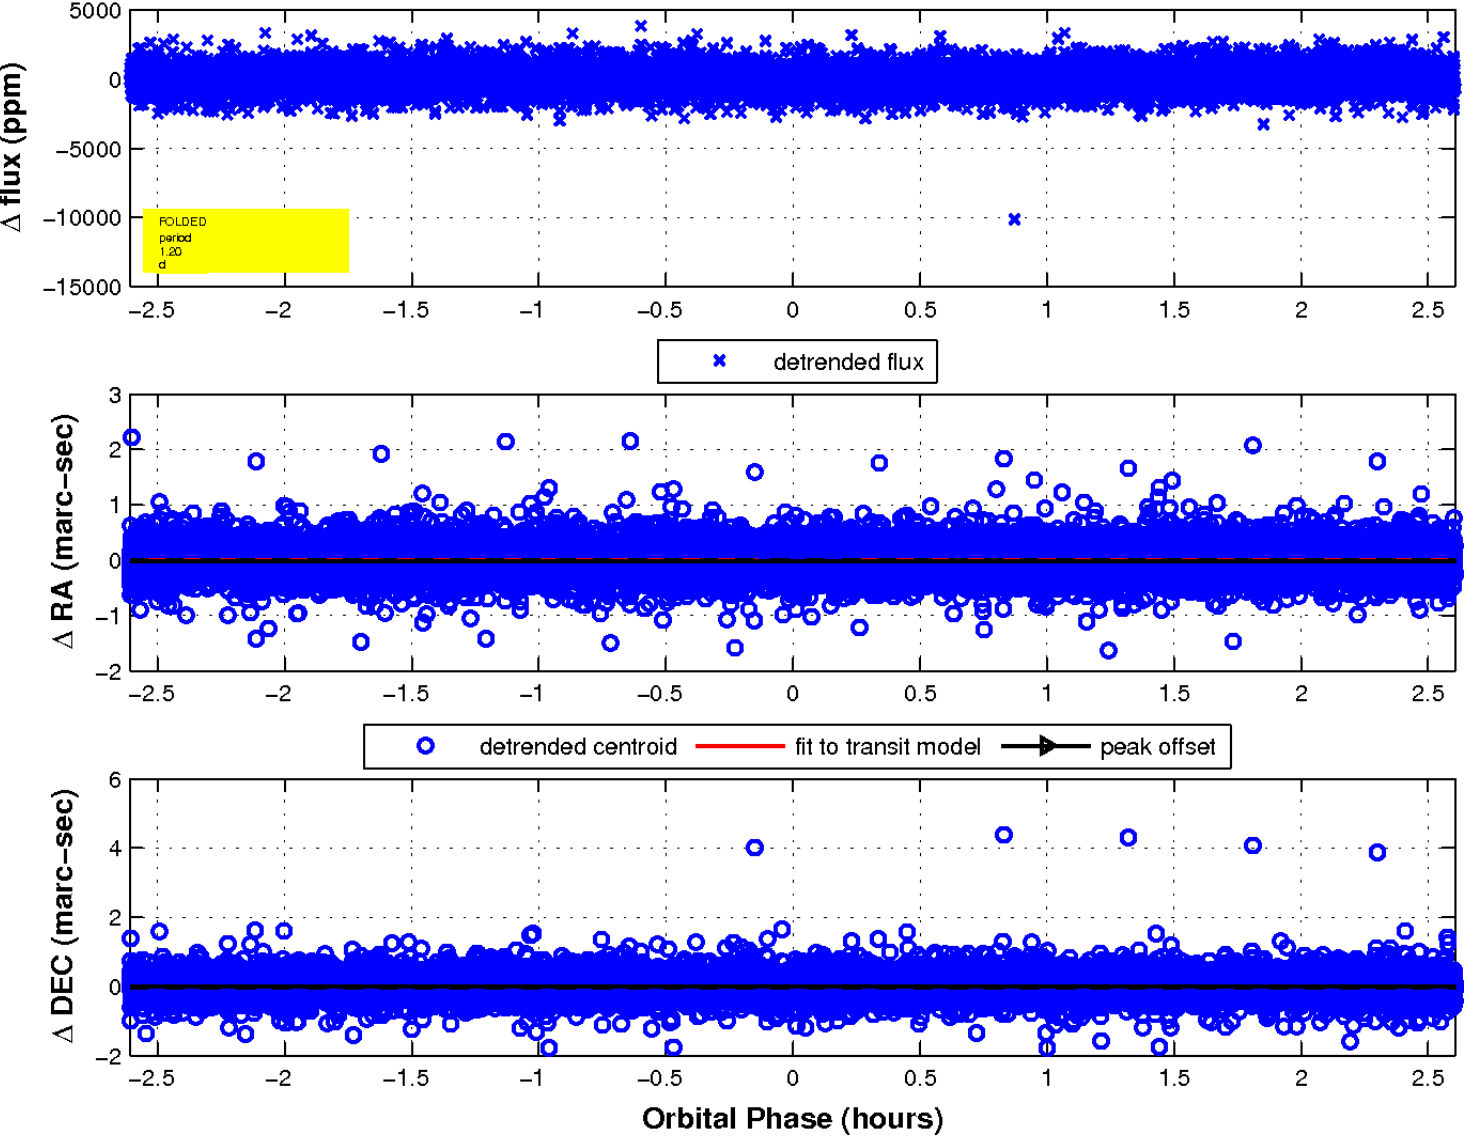 5000
0
−5000
−10000
−15000
Δ flux (ppm)
FOLDED
period
1.20
d
−2.5 −2 −1.5 −1 −0.5 0 0.5 1 1.5 2 2.5
detrended flux
3
2
1
0
−1
−2
Δ RA (marc−sec)
−2.5 −2 −1.5 −1 −0.5 0 0.5 1 1.5 2 2.5
detrended centroid fit to transit model peak offset
6
4
2
0
−2
Δ DEC (marc−sec)
−2.5 −2 −1.5 −1 −0.5 0 0.5 1 1.5 2 2.5
Orbital Phase (hours)